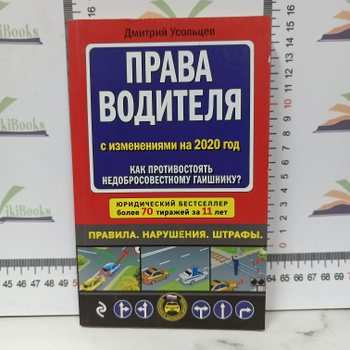 Дмитрий Усольцев
ПРАВА
ВОДИТЕЛЯ
с изменениями на 2020 год
КАК ПРОТИВОСТОЯТЬ
НЕДОБРОСОВЕСТНОМУ ГАИШНИКУ?
ЮРИДИЧЕСКИЙ БЕСТСЕЛЛЕР
более 70 тиражей за 11 лет
ПРАВИЛА. НАРУШЕНИЯ. ШТРАФЫ.